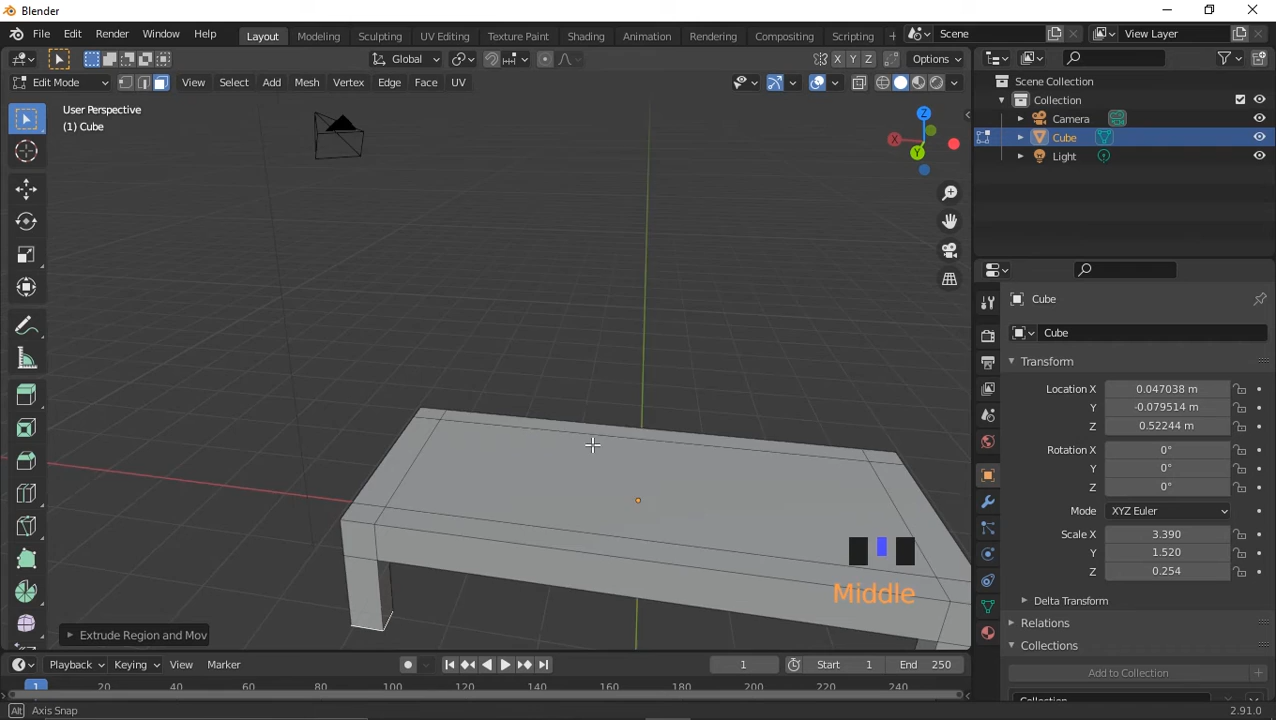 Blender
File Edit Render Window Help Layout Modeling Sculpting UV Editing Texture Paint Shading Animation Rendering Compositing Scripting + Scene View Layer
Global X Y Z Options
Edit Mode View Select Add Mesh Vertex Edge Face UV
User Perspective
(1) Cube
Z
X
Y
Middle
Extrude Region and Mov
Scene Collection
Collection
Camera
Cube
Light
Cube
Cube
Transform
Location X 0.047038 m
Y -0.079514 m
Z 0.52244 m
Rotation X 0°
Y 0°
Z 0°
Mode XYZ Euler
Scale X 3.390
Y 1.520
Z 0.254
Delta Transform
Relations
Collections
Add to Collection
Playback Keying View Marker 1 Start 1 End 250
1 20 40 60 80 100 120 140 160 180 200 220 240
Alt Axis Snap 2.91.0